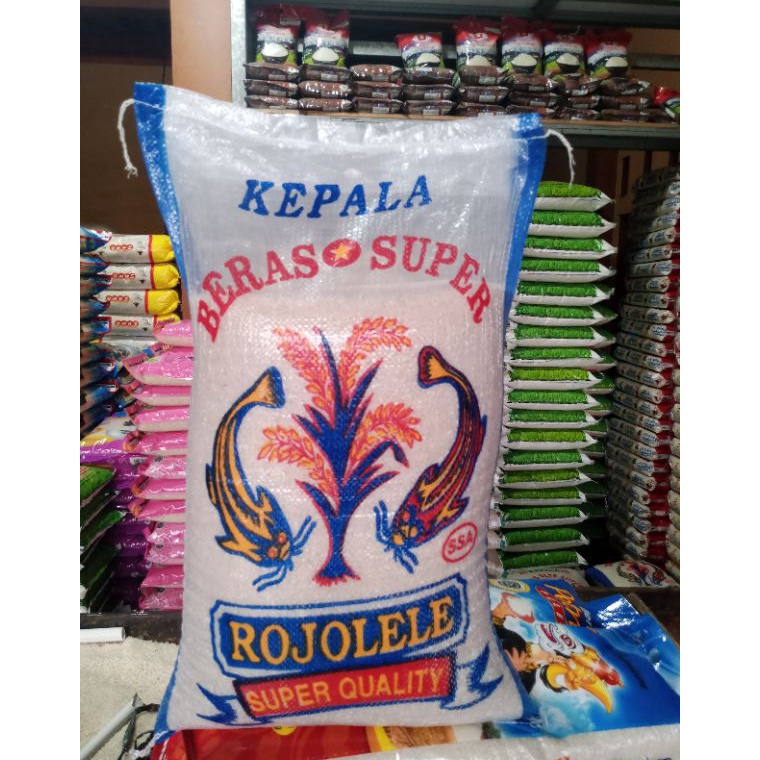 KEPALA
BERAS SUPER
SSA
ROJOLELE
SUPER QUALITY